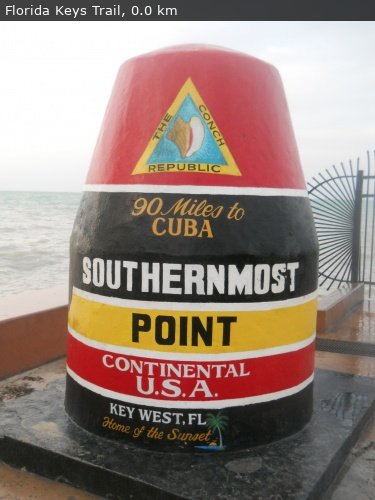 Florida Keys Trail, 0.0 km
THE CONCH
REPUBLIC
90 Miles to
CUBA
SOUTHERNMOST
POINT
CONTINENTAL
U.S.A.
KEY WEST, FL
Home of the Sunset